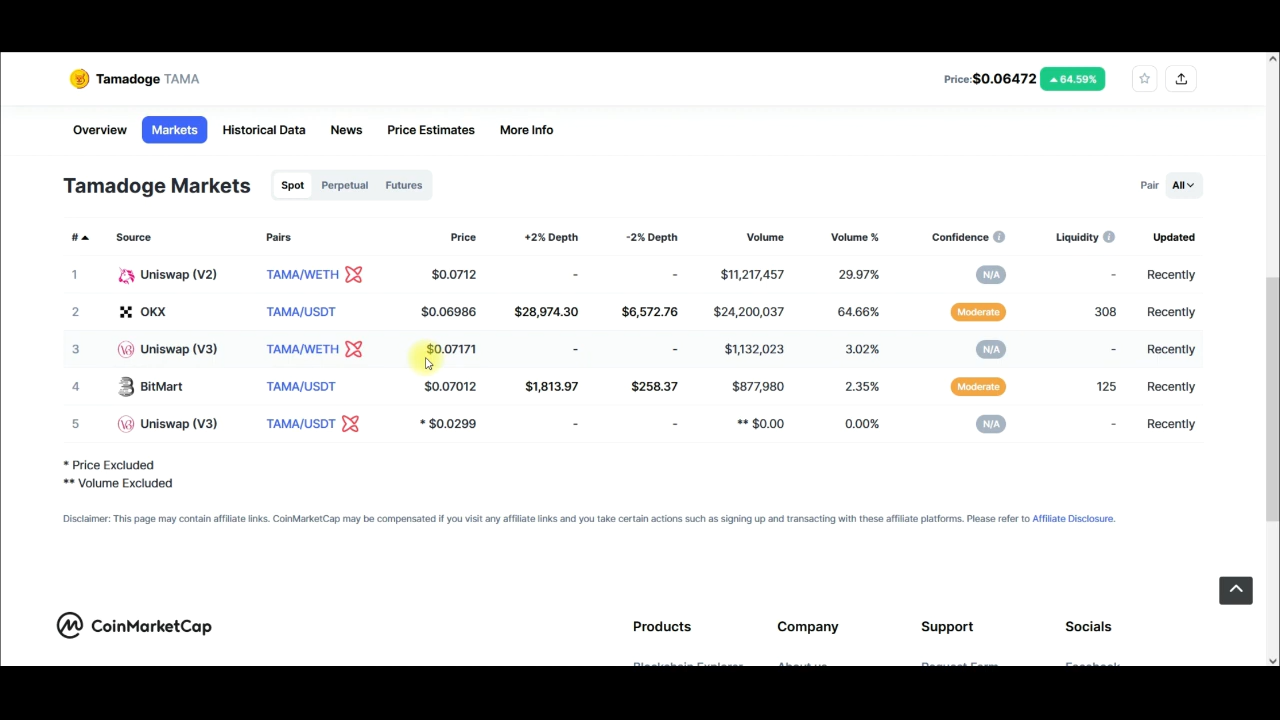 Tamadoge TAMA Price:$0.06472 64.59%
Overview Markets Historical Data News Price Estimates More Info
Tamadoge Markets Spot Perpetual Futures Pair All
# Source Pairs Price +2% Depth -2% Depth Volume Volume % Confidence Liquidity Updated
1 Uniswap (V2) TAMA/WETH $0.0712 - - $11,217,457 29.97% N/A - Recently
2 OKX TAMA/USDT $0.06986 $28,974.30 $6,572.76 $24,200,037 64.66% Moderate 308 Recently
3 Uniswap (V3) TAMA/WETH $0.07171 - - $1,132,023 3.02% N/A - Recently
4 BitMart TAMA/USDT $0.07012 $1,813.97 $258.37 $877,980 2.35% Moderate 125 Recently
5 Uniswap (V3) TAMA/USDT * $0.0299 - - ** $0.00 0.00% N/A - Recently
* Price Excluded
** Volume Excluded
Disclaimer: This page may contain affiliate links. CoinMarketCap may be compensated if you visit any affiliate links and you take certain actions such as signing up and transacting with these affiliate platforms. Please refer to Affiliate Disclosure.
CoinMarketCap Products Company Support Socials
Blockchain Explorer About us Request Form Facebook